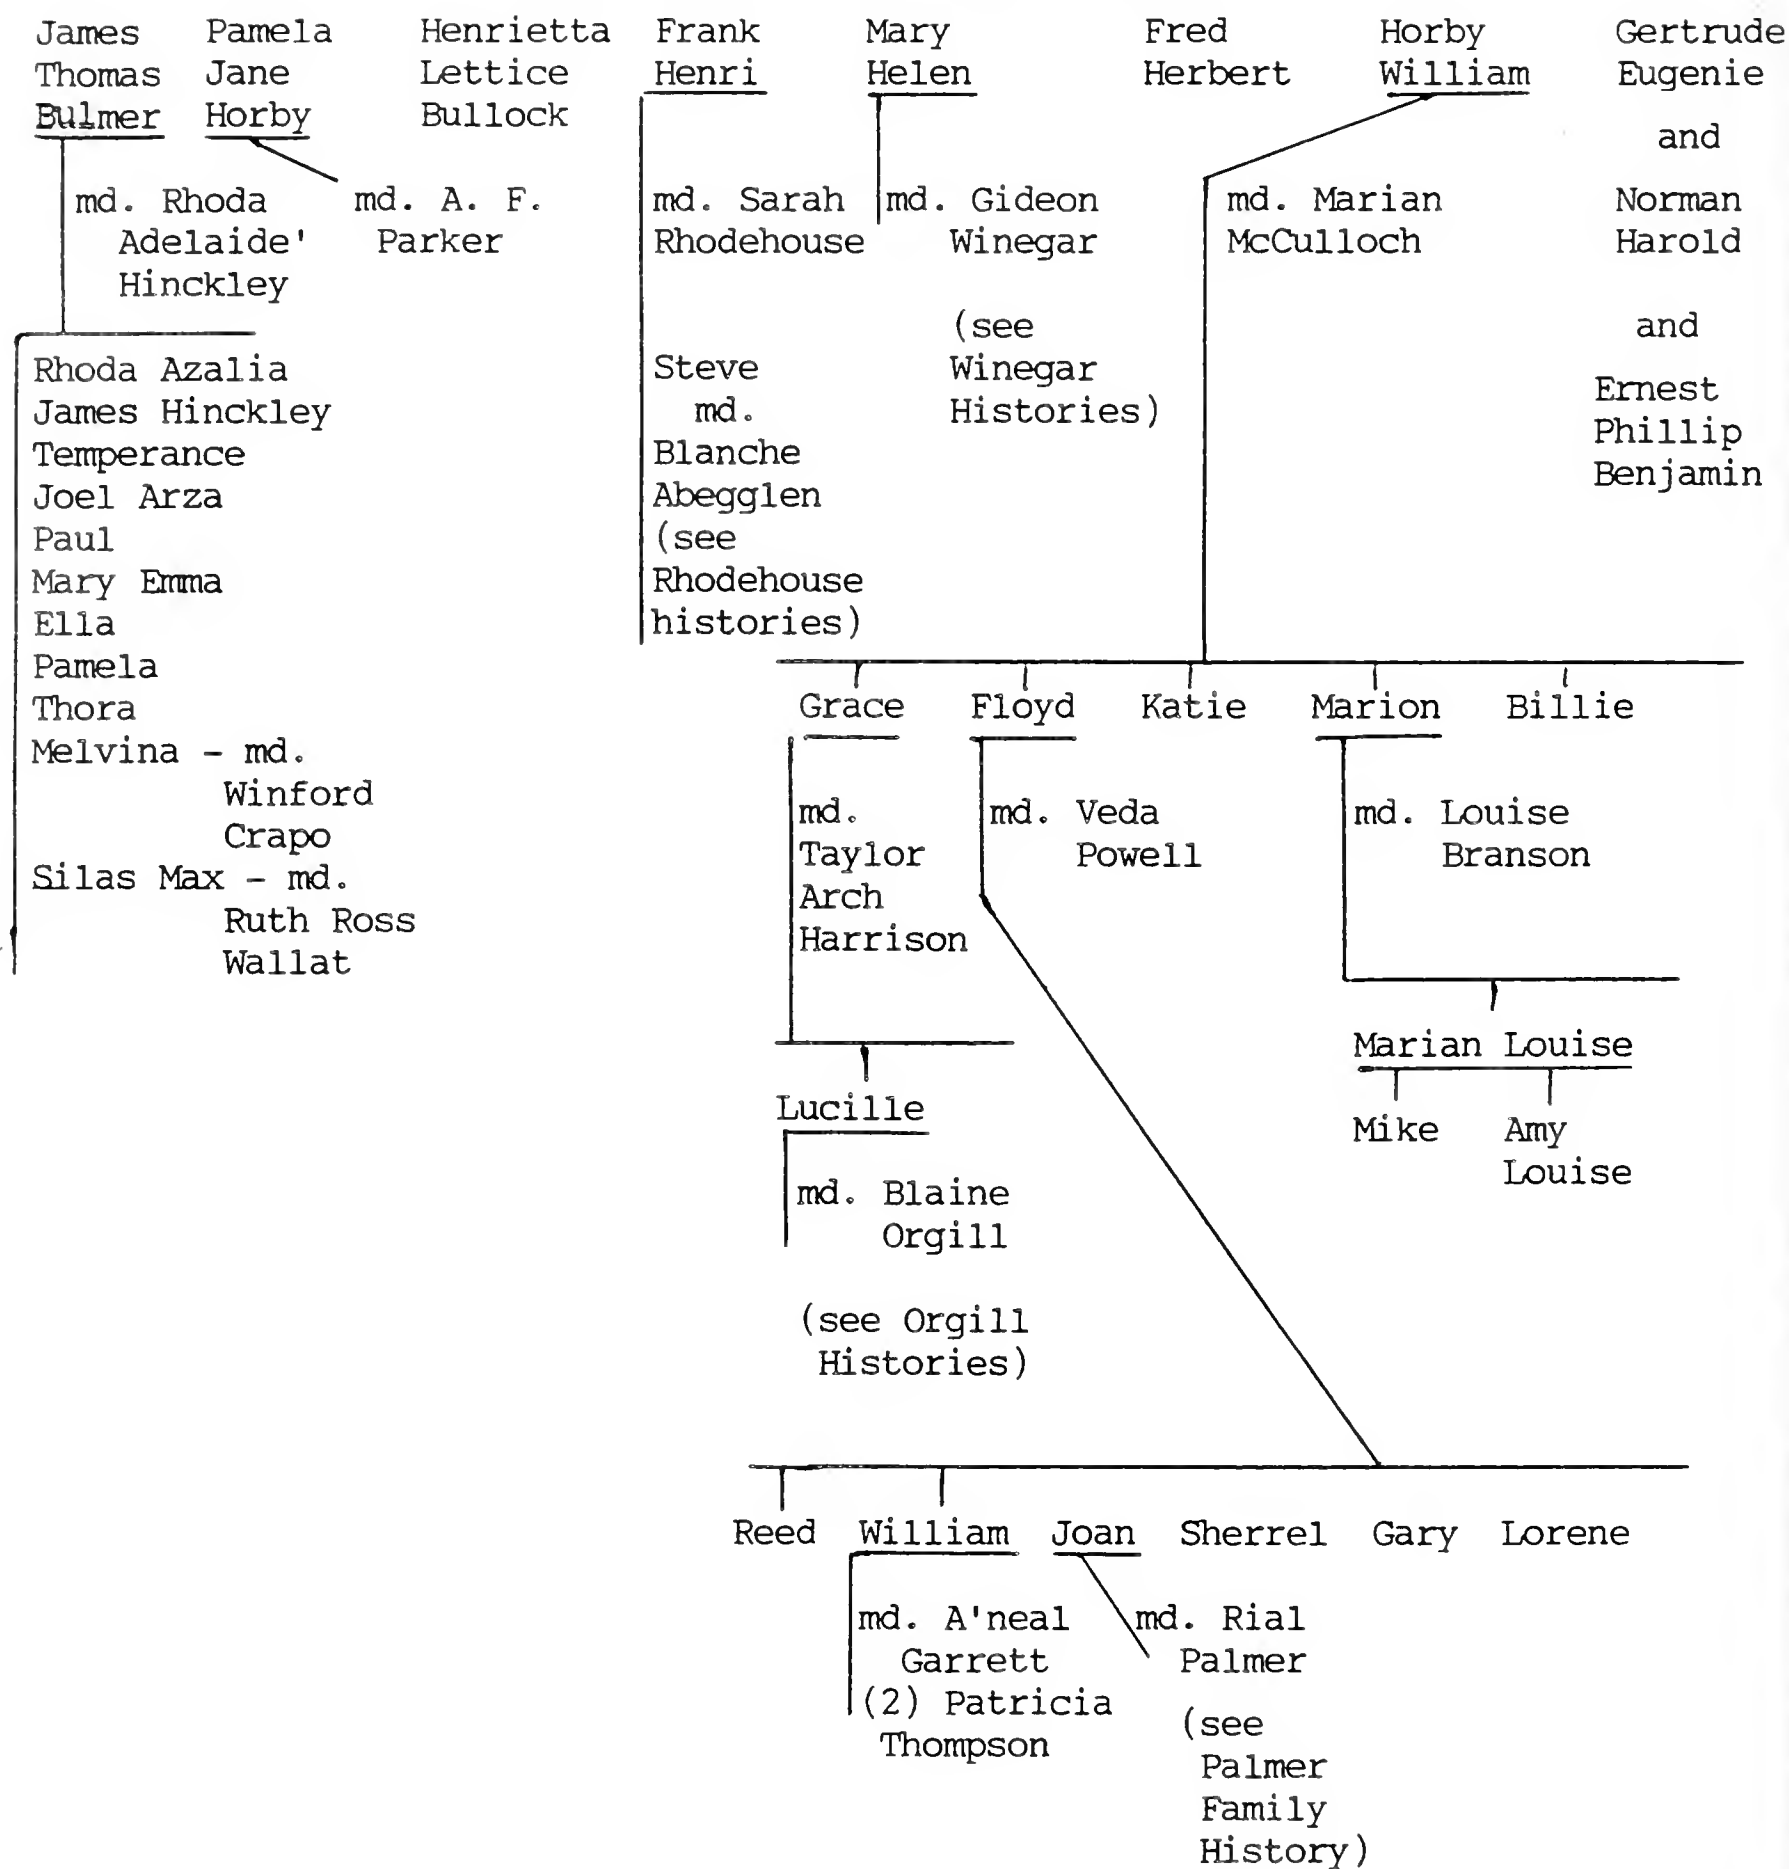 James Pamela Henrietta Frank Mary Fred Horby Gertrude
Thomas Jane Lettice Henri Helen Herbert William Eugenie
Bulmer Horby Bullock
and
md. Rhoda md. A. F. md. Sarah md. Gideon md. Marian Norman
Adelaide' Parker Rhodehouse Winegar McCulloch Harold
Hinckley
(see and
Rhoda Azalia Steve Winegar Ernest
James Hinckley md. Histories) Phillip
Temperance Blanche Benjamin
Joel Arza Abegglen
Paul (see
Mary Emma Rhodehouse
Ella histories)
Pamela
Thora Grace Floyd Katie Marion Billie
Melvina - md.
Winford md. md. Veda md. Louise
Crapo Taylor Powell Branson
Silas Max - md. Arch
Ruth Ross Harrison
Wallat
Marian Louise
Lucille Mike Amy
Louise
md. Blaine
Orgill
(see Orgill
Histories)
Reed William Joan Sherrel Gary Lorene
md. A'neal md. Rial
Garrett Palmer
(2) Patricia (see
Thompson Palmer
Family
History)